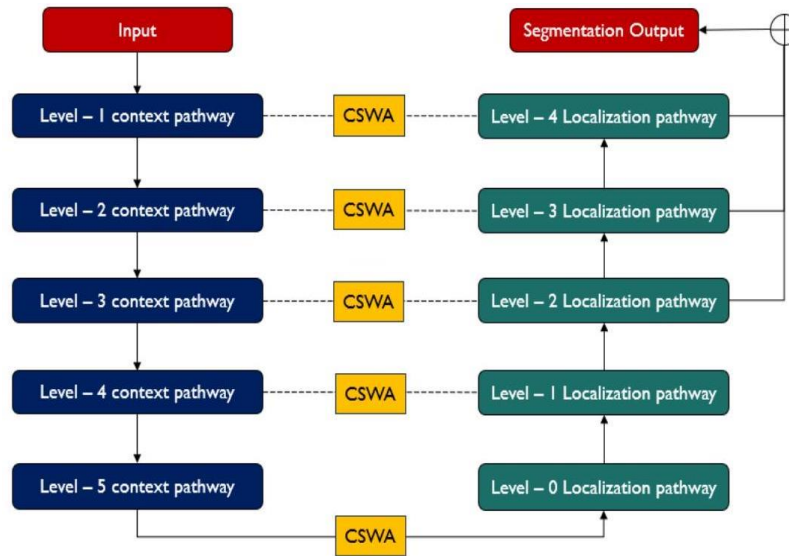 Input
Segmentation Output
Level – 1 context pathway
CSWA
Level – 4 Localization pathway
Level – 2 context pathway
CSWA
Level – 3 Localization pathway
Level – 3 context pathway
CSWA
Level – 2 Localization pathway
Level – 4 context pathway
CSWA
Level – 1 Localization pathway
Level – 5 context pathway
Level – 0 Localization pathway
CSWA